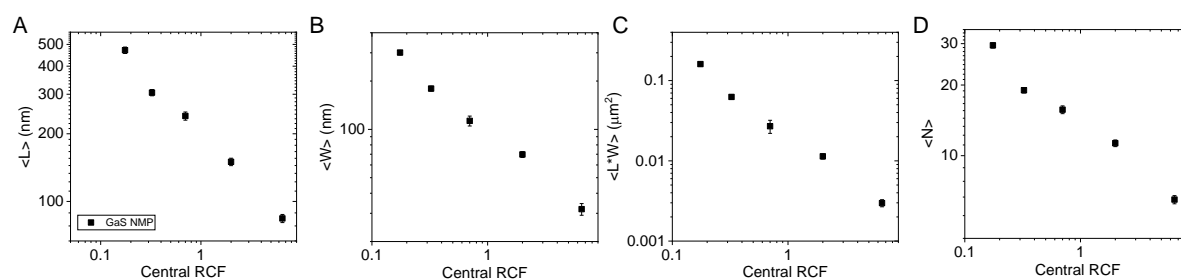 A
500
400
300
200
100
<L> (nm)
GaS NMP
0.1
1
Central RCF
B
100
<W> (nm)
0.1
1
Central RCF
C
0.1
0.01
0.001
<L*W> (μm²)
0.1
1
Central RCF
D
30
20
10
<N>
0.1
1
Central RCF